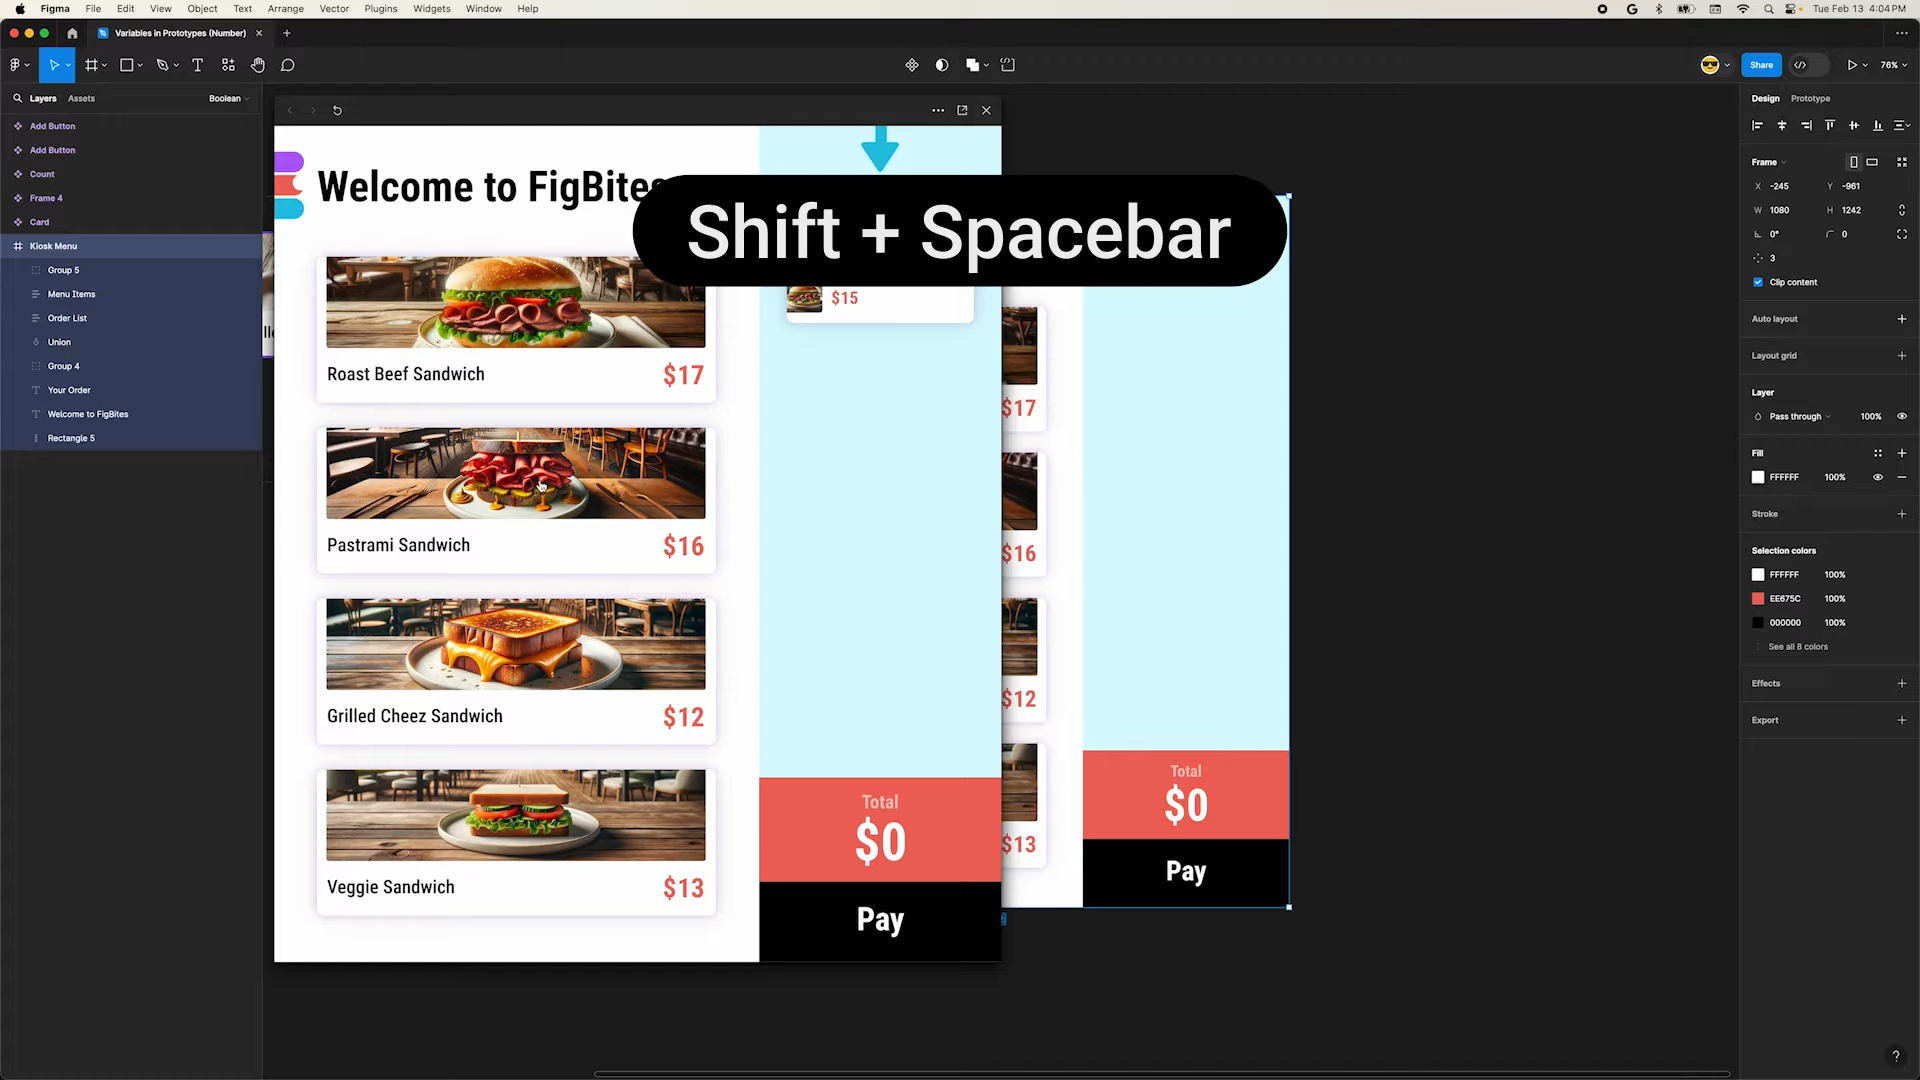 Figma File Edit View Object Text Arrange Vector Plugins Widgets Window Help
Tue Feb 13 4:04 PM
Variables in Prototypes (Number)
Share
76%
Layers Assets
Boolean
Add Button
Add Button
Count
Frame 4
Card
Kiosk Menu
Group 5
Menu Items
Order List
Union
Group 4
Your Order
Welcome to FigBites
Rectangle 5
Welcome to FigBites
Shift + Spacebar
$15
Roast Beef Sandwich
$17
Pastrami Sandwich
$16
Grilled Cheez Sandwich
$12
Veggie Sandwich
$13
Total
$0
Pay
$17
$16
$12
$13
Total
$0
Pay
Design Prototype
Frame
X -245 Y -961
W 1080 H 1242
0° 0
3
Clip content
Auto layout
Layout grid
Layer
Pass through 100%
Fill
FFFFFF 100%
Stroke
Selection colors
FFFFFF 100%
EE675C 100%
000000 100%
See all 8 colors
Effects
Export
?